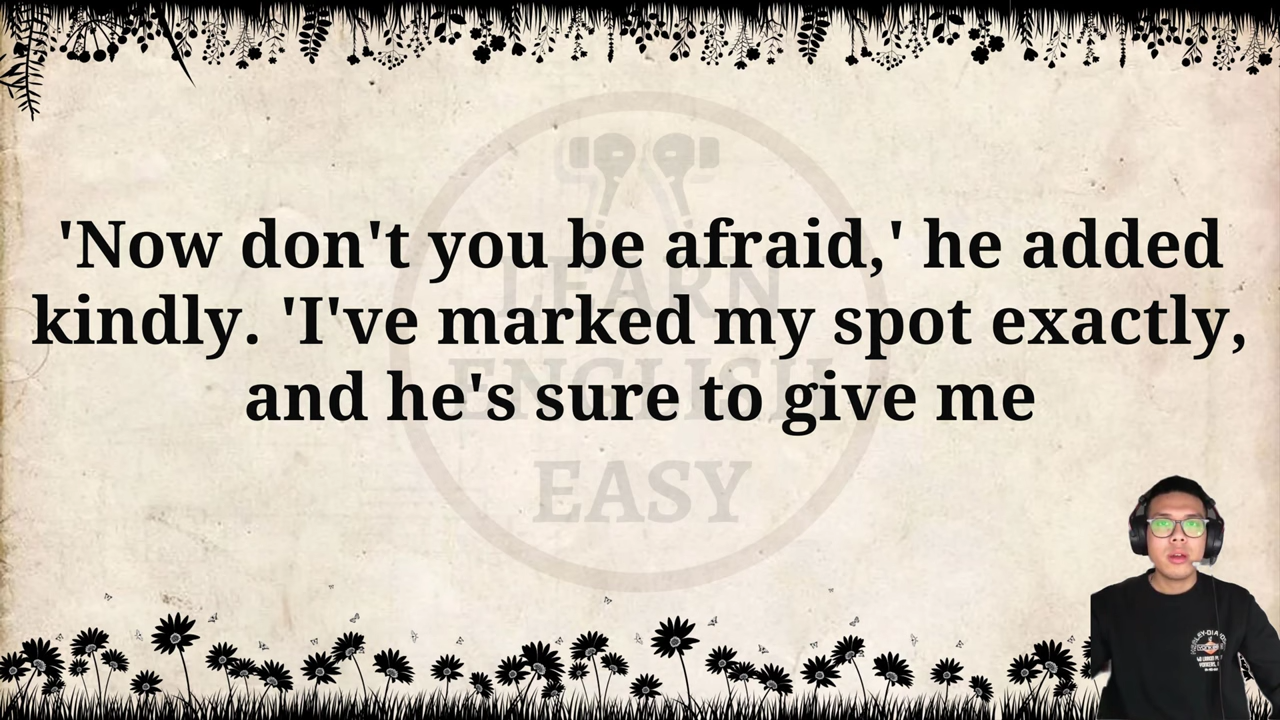 'Now don't you be afraid,' he added
kindly. 'I've marked my spot exactly,
and he's sure to give me
LEARN
ENGLISH
EASY